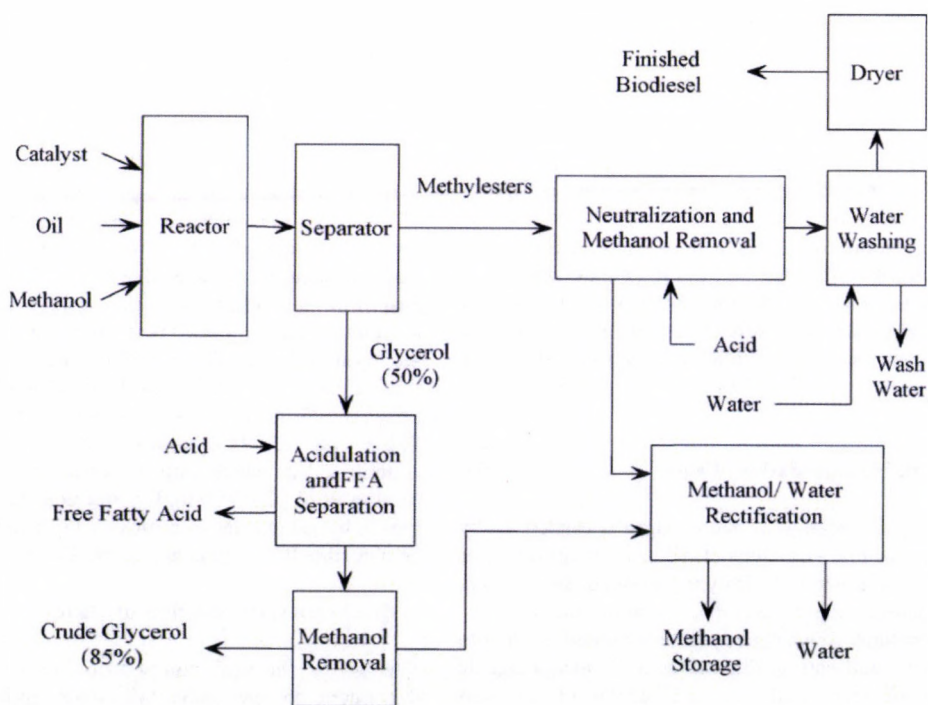 Finished
Biodiesel
Dryer
Catalyst
Oil
Methanol
Reactor
Separator
Methylesters
Neutralization and
Methanol Removal
Water
Washing
Glycerol
(50%)
Acid
Water
Wash
Water
Acid
Free Fatty Acid
Acidulation
andFFA
Separation
Methanol/ Water
Rectification
Crude Glycerol
(85%)
Methanol
Removal
Methanol
Storage
Water